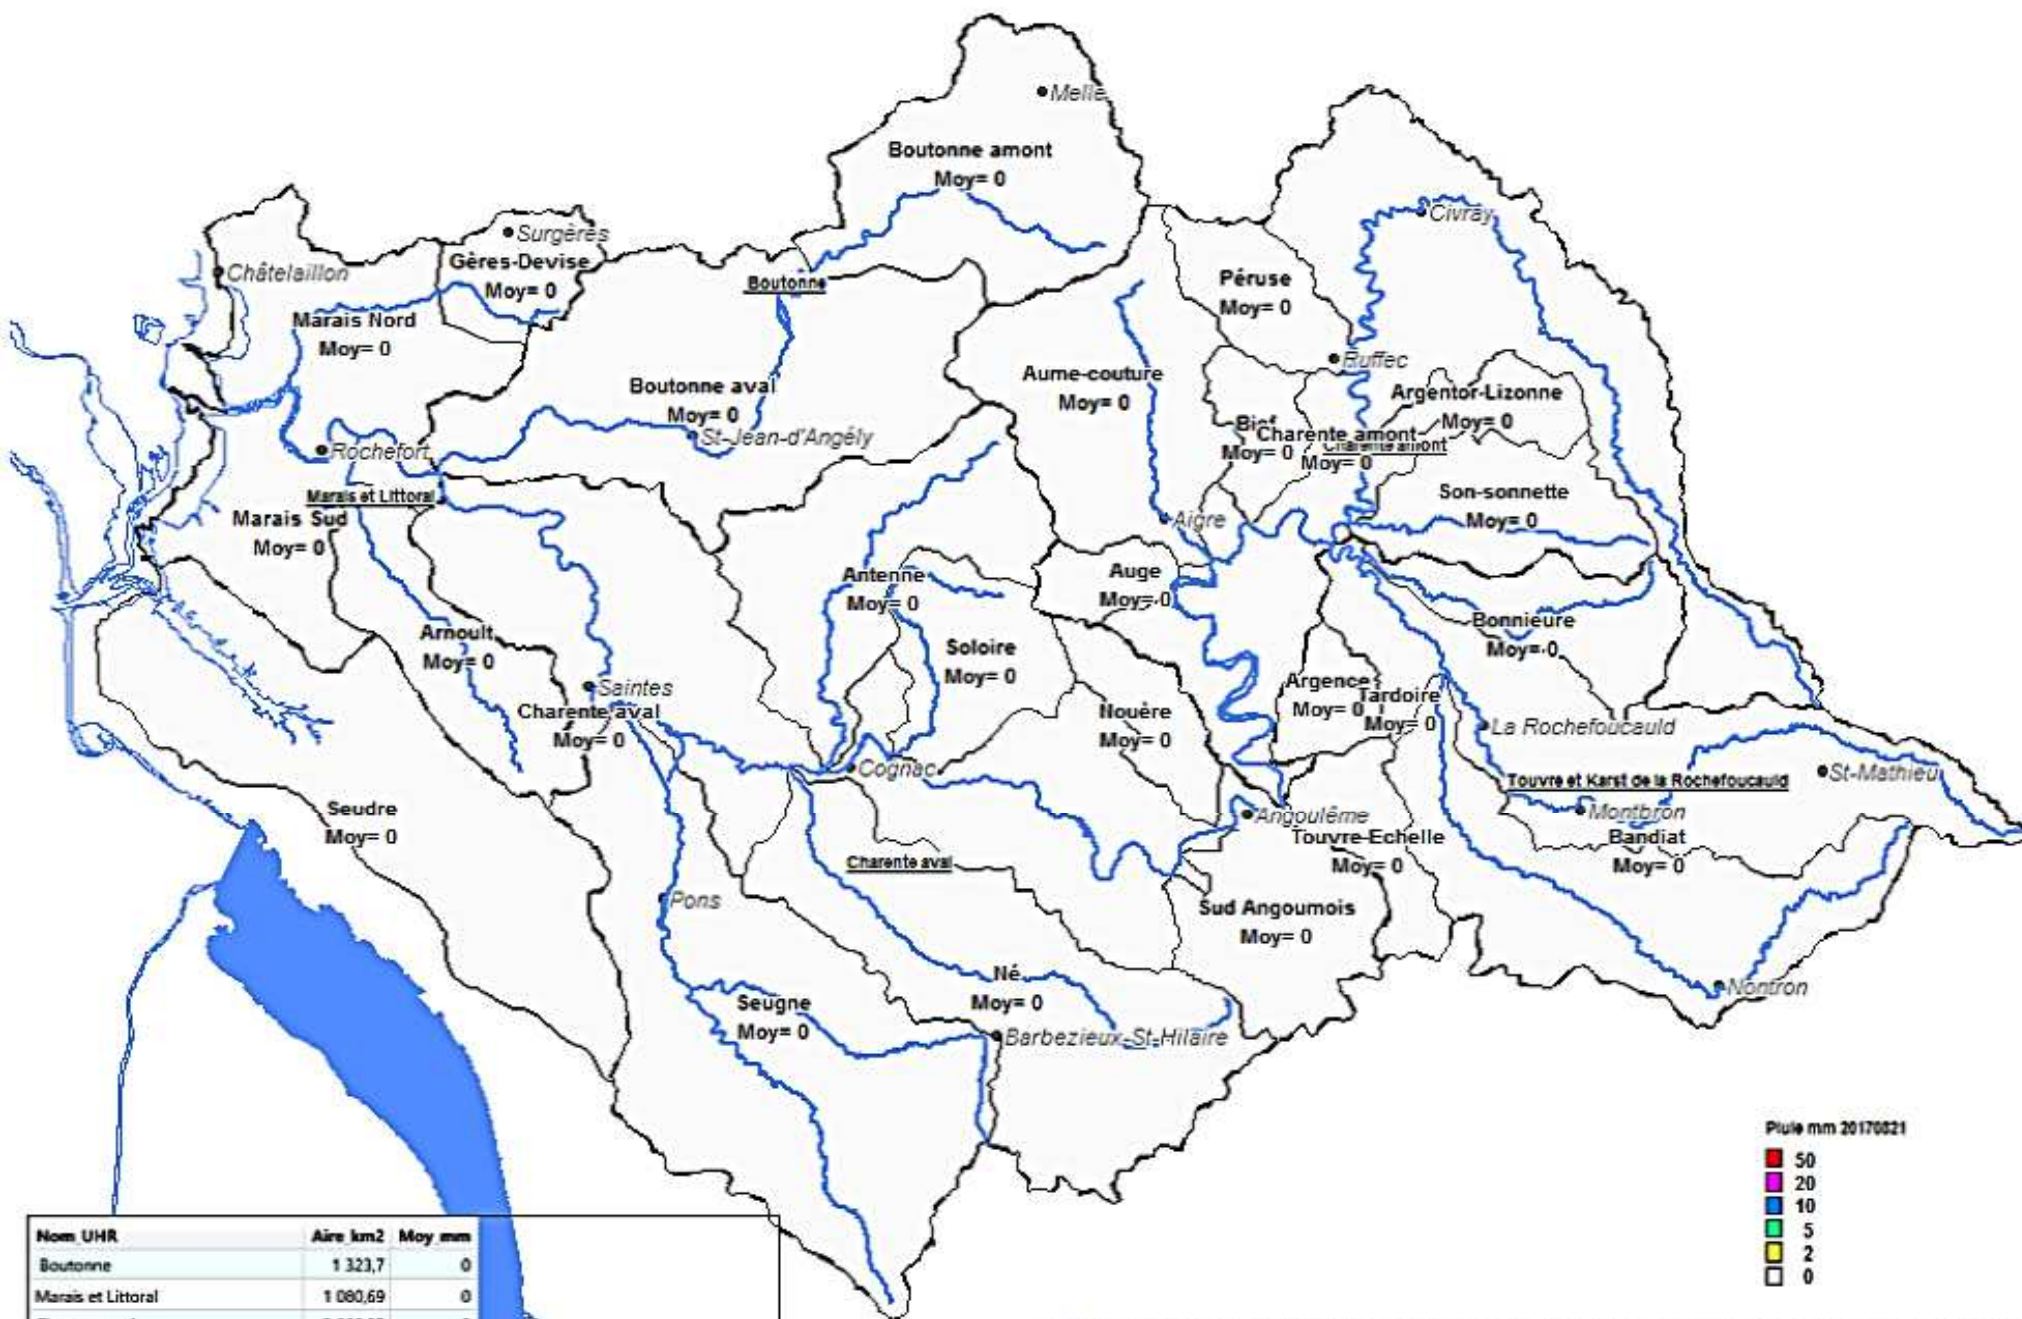 Melle
Boutonne amont
Moy= 0
Civray
Surgères
Gères-Devise
Moy= 0
Châtelaillon
Boutonne
Péruse
Moy= 0
Marais Nord
Moy= 0
Ruffec
Aume-couture
Moy= 0
Boutonne aval
Moy= 0
Argentor-Lizonne
Moy= 0
St-Jean-d'Angély
Bief
Moy= 0
Charente amont
Charente amont
Moy= 0
Rochefort
Marais et Littoral
Son-sonnette
Moy= 0
Marais Sud
Moy= 0
Aigre
Antenne
Moy= 0
Auge
Moy= 0
Bonnieure
Moy= 0
Arnoult
Moy= 0
Soloire
Moy= 0
Saintes
Argence
Moy= 0
Tardoire
Moy= 0
Charente aval
Moy= 0
Nouère
Moy= 0
La Rochefoucauld
Cognac
Touvre et Karst de la Rochefoucauld
St-Mathieu
Seudre
Moy= 0
Angoulême
Montbron
Touvre-Echelle
Moy= 0
Bandiat
Moy= 0
Charente aval
Pons
Sud Angoumois
Moy= 0
Né
Moy= 0
Seugne
Moy= 0
Nontron
Barbezieux-St-Hilaire
Pluie mm 20170821
50
20
10
5
2
0
Nom_UHR Aire_km2 Moy_mm
Boutonne 1 323,7 0
Marais et Littoral 1 080,69 0